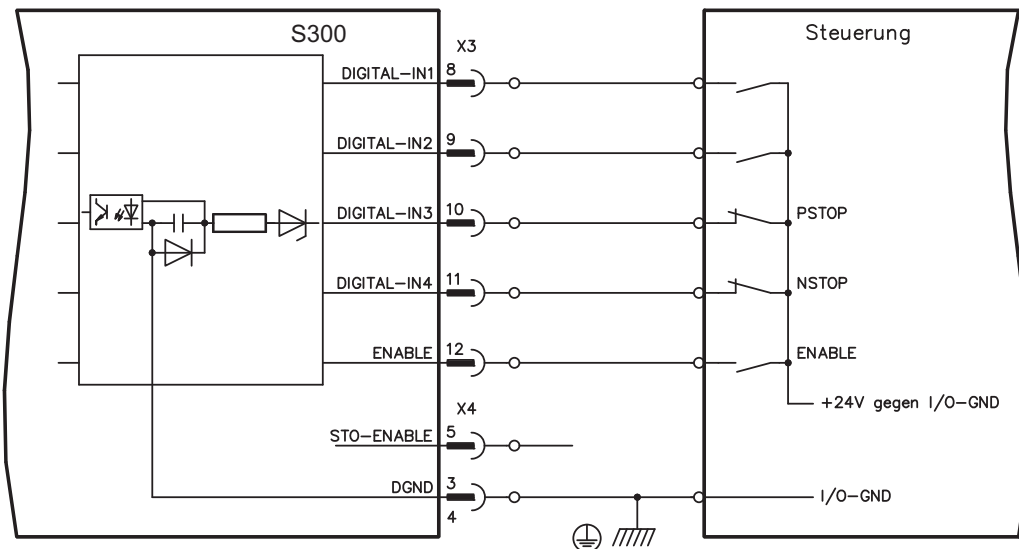 S300
Steuerung
X3
DIGITAL-IN1 8
DIGITAL-IN2 9
DIGITAL-IN3 10 PSTOP
DIGITAL-IN4 11 NSTOP
ENABLE 12 ENABLE
+24V gegen I/O-GND
X4
STO-ENABLE 5
DGND 3 I/O-GND
4